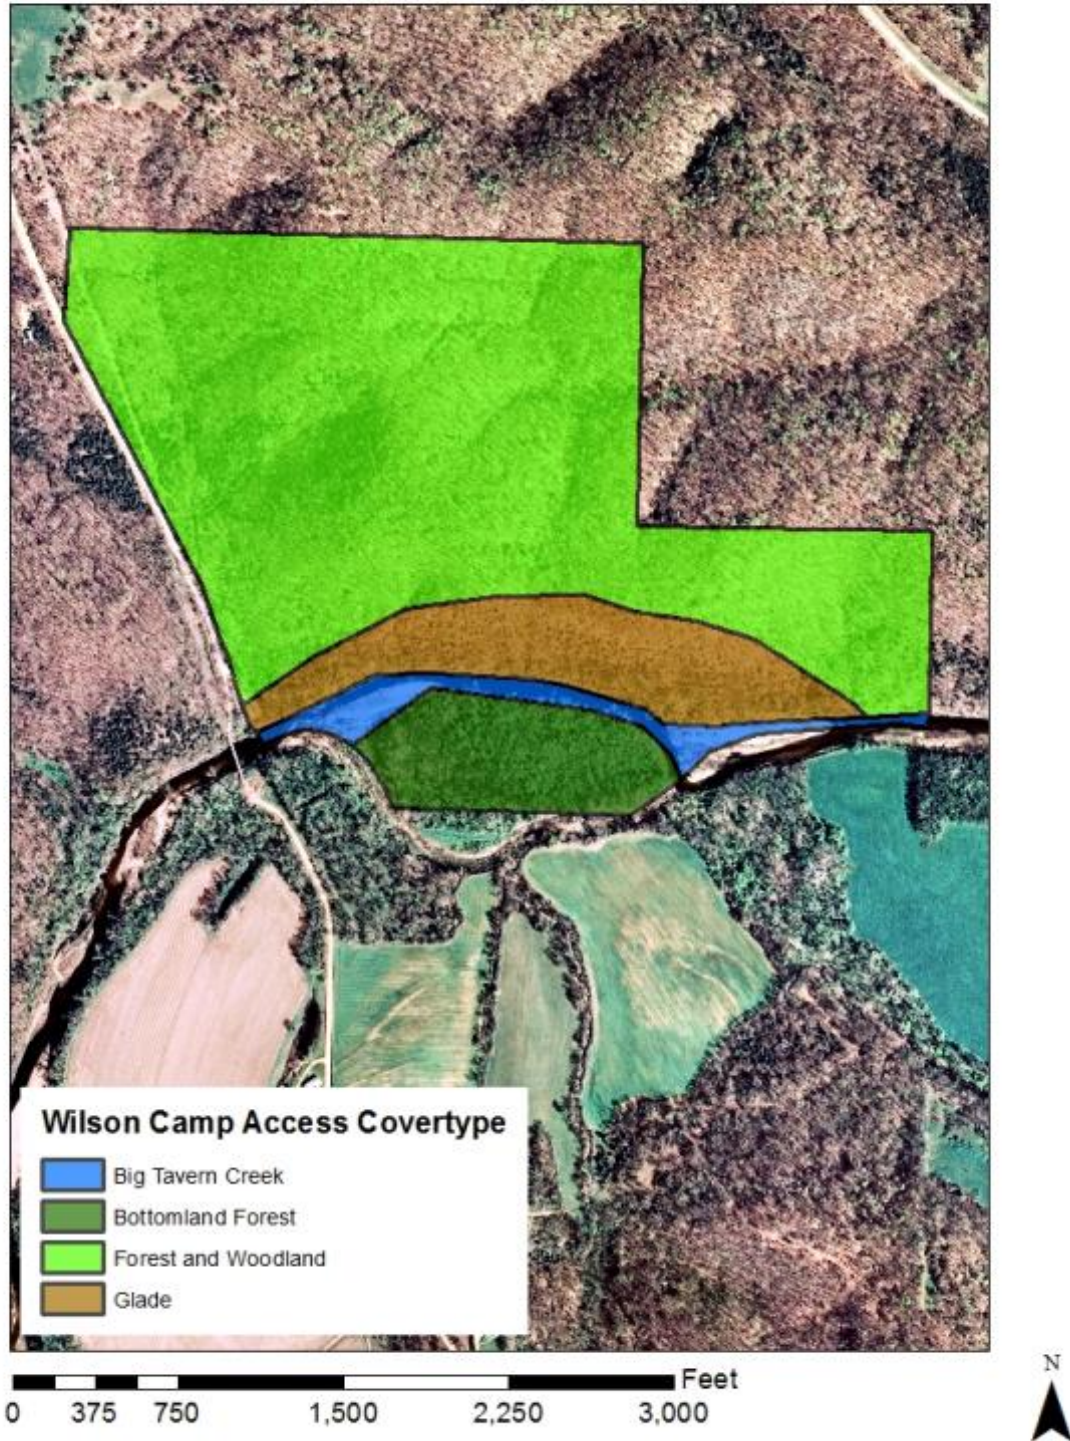 Wilson Camp Access Covertype
Big Tavern Creek
Bottomland Forest
Forest and Woodland
Glade
Feet
0 375 750 1,500 2,250 3,000
N